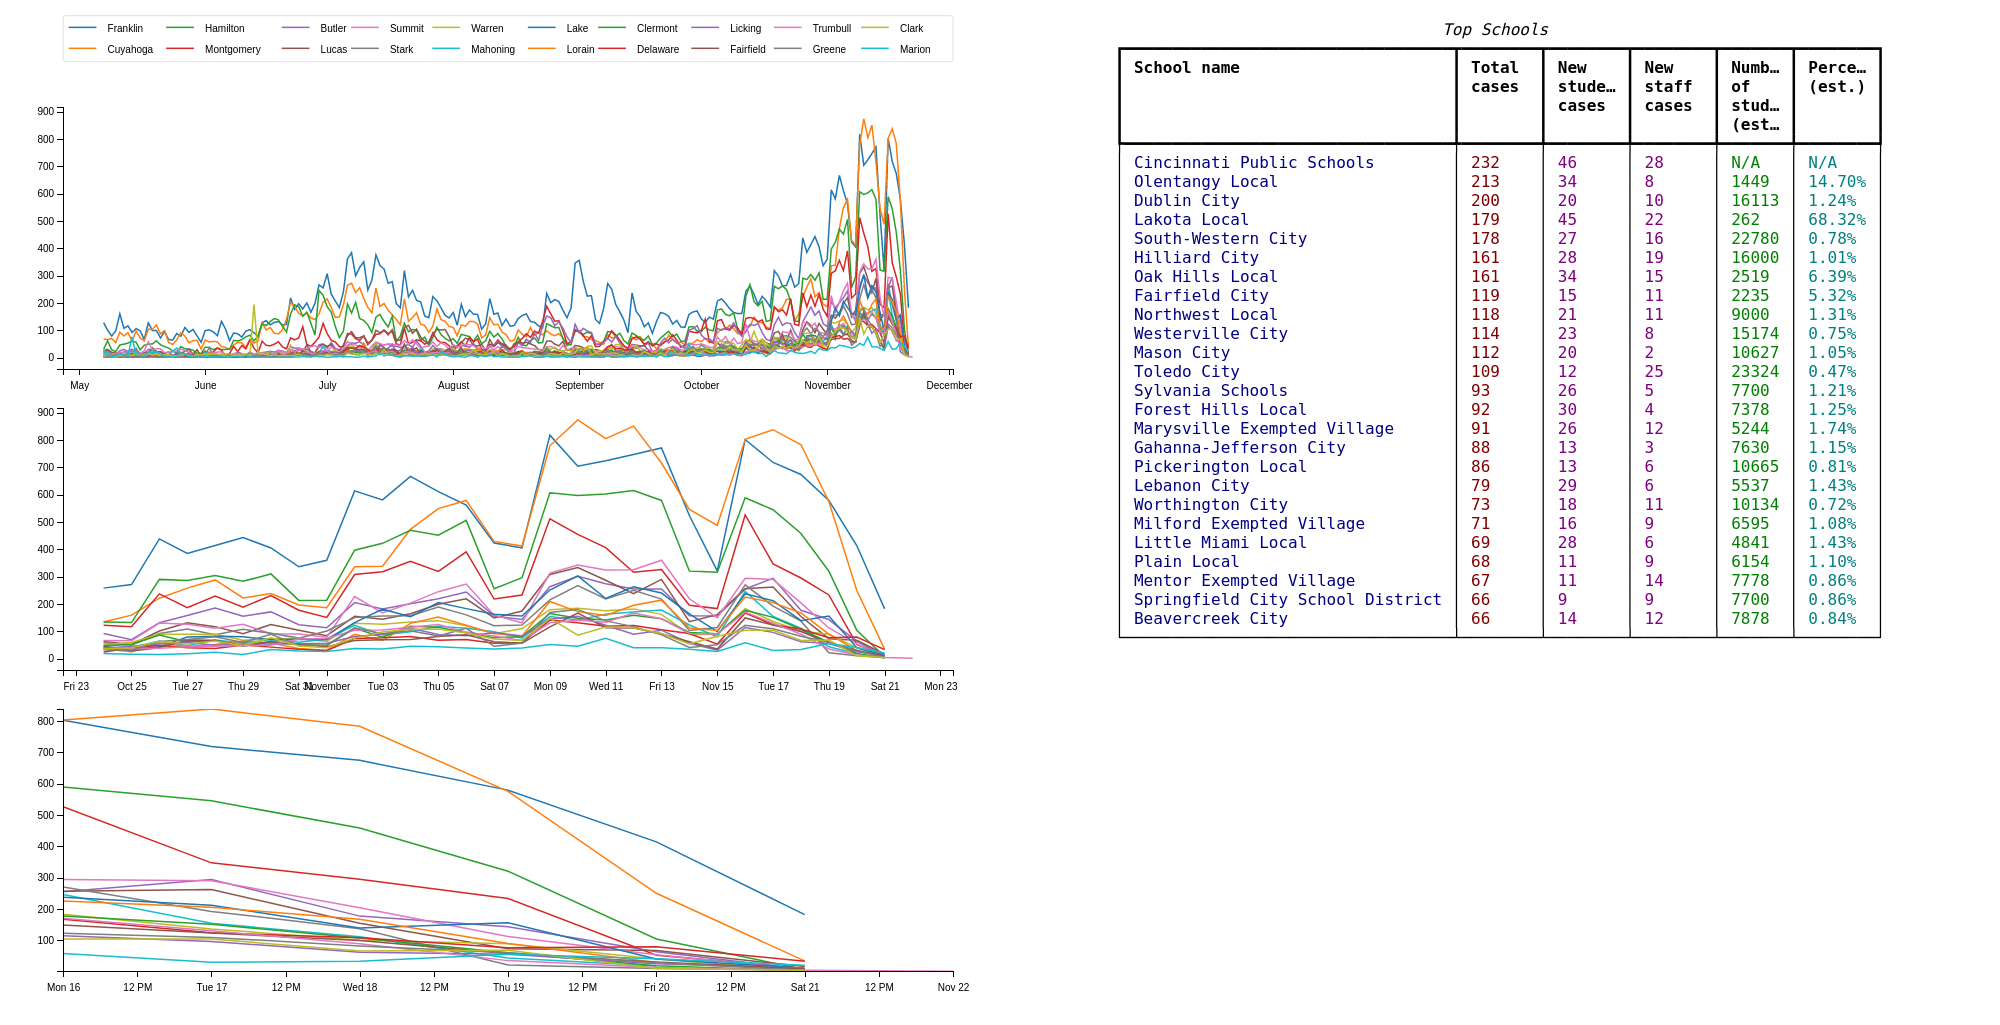 Franklin Hamilton Butler Summit Warren Lake Clermont Licking Trumbull Clark
Cuyahoga Montgomery Lucas Stark Mahoning Lorain Delaware Fairfield Greene Marion
900
800
700
600
500
400
300
200
100
0
May June July August September October November December
900
800
700
600
500
400
300
200
100
0
Fri 23 Oct 25 Tue 27 Thu 29 Sat 31 November Tue 03 Thu 05 Sat 07 Mon 09 Wed 11 Fri 13 Nov 15 Tue 17 Thu 19 Sat 21 Mon 23
800
700
600
500
400
300
200
100
Mon 16 12 PM Tue 17 12 PM Wed 18 12 PM Thu 19 12 PM Fri 20 12 PM Sat 21 12 PM Nov 22
Top Schools
School name Total New New Numb… Perce…
cases stude… staff of (est.)
cases cases stud…
(est…
Cincinnati Public Schools 232 46 28 N/A N/A
Olentangy Local 213 34 8 1449 14.70%
Dublin City 200 20 10 16113 1.24%
Lakota Local 179 45 22 262 68.32%
South-Western City 178 27 16 22780 0.78%
Hilliard City 161 28 19 16000 1.01%
Oak Hills Local 161 34 15 2519 6.39%
Fairfield City 119 15 11 2235 5.32%
Northwest Local 118 21 11 9000 1.31%
Westerville City 114 23 8 15174 0.75%
Mason City 112 20 2 10627 1.05%
Toledo City 109 12 25 23324 0.47%
Sylvania Schools 93 26 5 7700 1.21%
Forest Hills Local 92 30 4 7378 1.25%
Marysville Exempted Village 91 26 12 5244 1.74%
Gahanna-Jefferson City 88 13 3 7630 1.15%
Pickerington Local 86 13 6 10665 0.81%
Lebanon City 79 29 6 5537 1.43%
Worthington City 73 18 11 10134 0.72%
Milford Exempted Village 71 16 9 6595 1.08%
Little Miami Local 69 28 6 4841 1.43%
Plain Local 68 11 9 6154 1.10%
Mentor Exempted Village 67 11 14 7778 0.86%
Springfield City School District 66 9 9 7700 0.86%
Beavercreek City 66 14 12 7878 0.84%